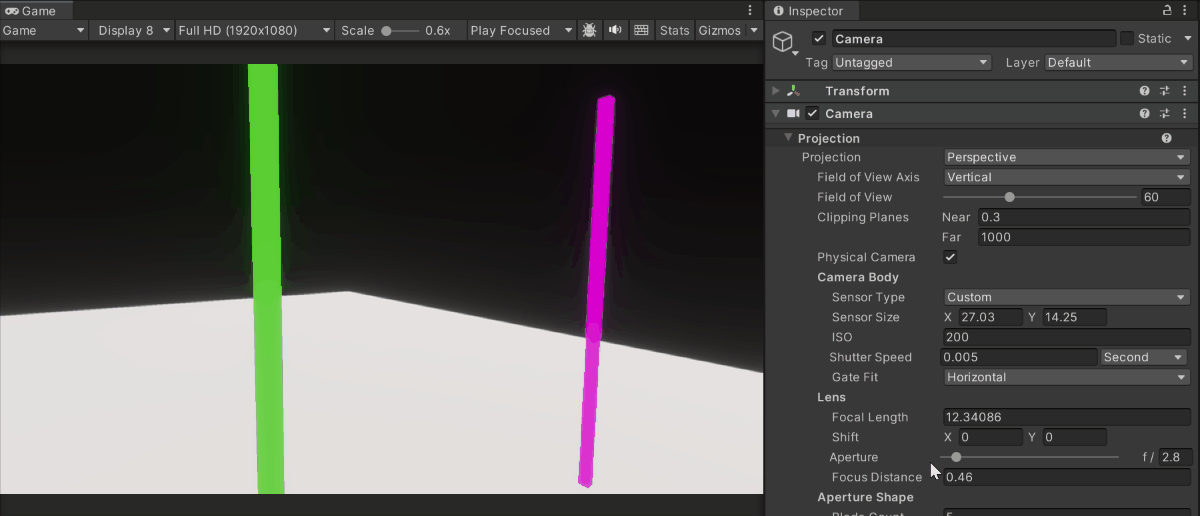 Game
Game Display 8 Full HD (1920x1080) Scale 0.6x Play Focused Stats Gizmos
Inspector
Camera Static
Tag Untagged Layer Default
Transform
Camera
Projection
Projection Perspective
Field of View Axis Vertical
Field of View 60
Clipping Planes Near 0.3
Far 1000
Physical Camera
Camera Body
Sensor Type Custom
Sensor Size X 27.03 Y 14.25
ISO 200
Shutter Speed 0.005 Second
Gate Fit Horizontal
Lens
Focal Length 12.34086
Shift X 0 Y 0
Aperture f / 2.8
Focus Distance 0.46
Aperture Shape
Blade Count 5